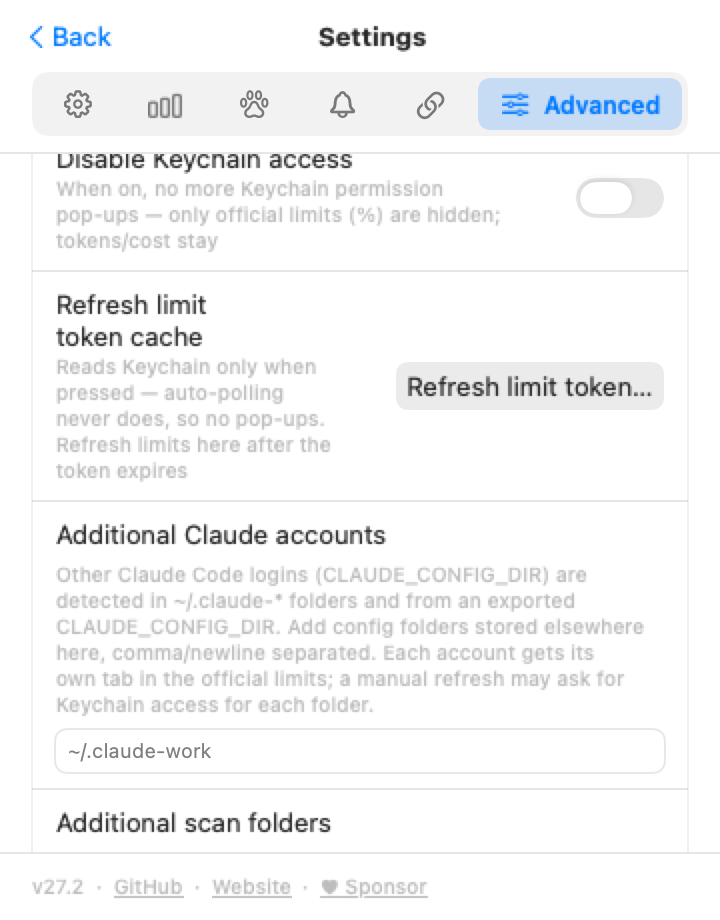 Back
Settings
Advanced
Disable Keychain access
When on, no more Keychain permission
pop-ups — only official limits (%) are hidden;
tokens/cost stay
Refresh limit
token cache
Reads Keychain only when
pressed — auto-polling
never does, so no pop-ups.
Refresh limits here after the
token expires
Refresh limit token...
Additional Claude accounts
Other Claude Code logins (CLAUDE_CONFIG_DIR) are
detected in ~/.claude-* folders and from an exported
CLAUDE_CONFIG_DIR. Add config folders stored elsewhere
here, comma/newline separated. Each account gets its
own tab in the official limits; a manual refresh may ask for
Keychain access for each folder.
~/.claude-work
Additional scan folders
v27.2 · GitHub · Website · ♥ Sponsor